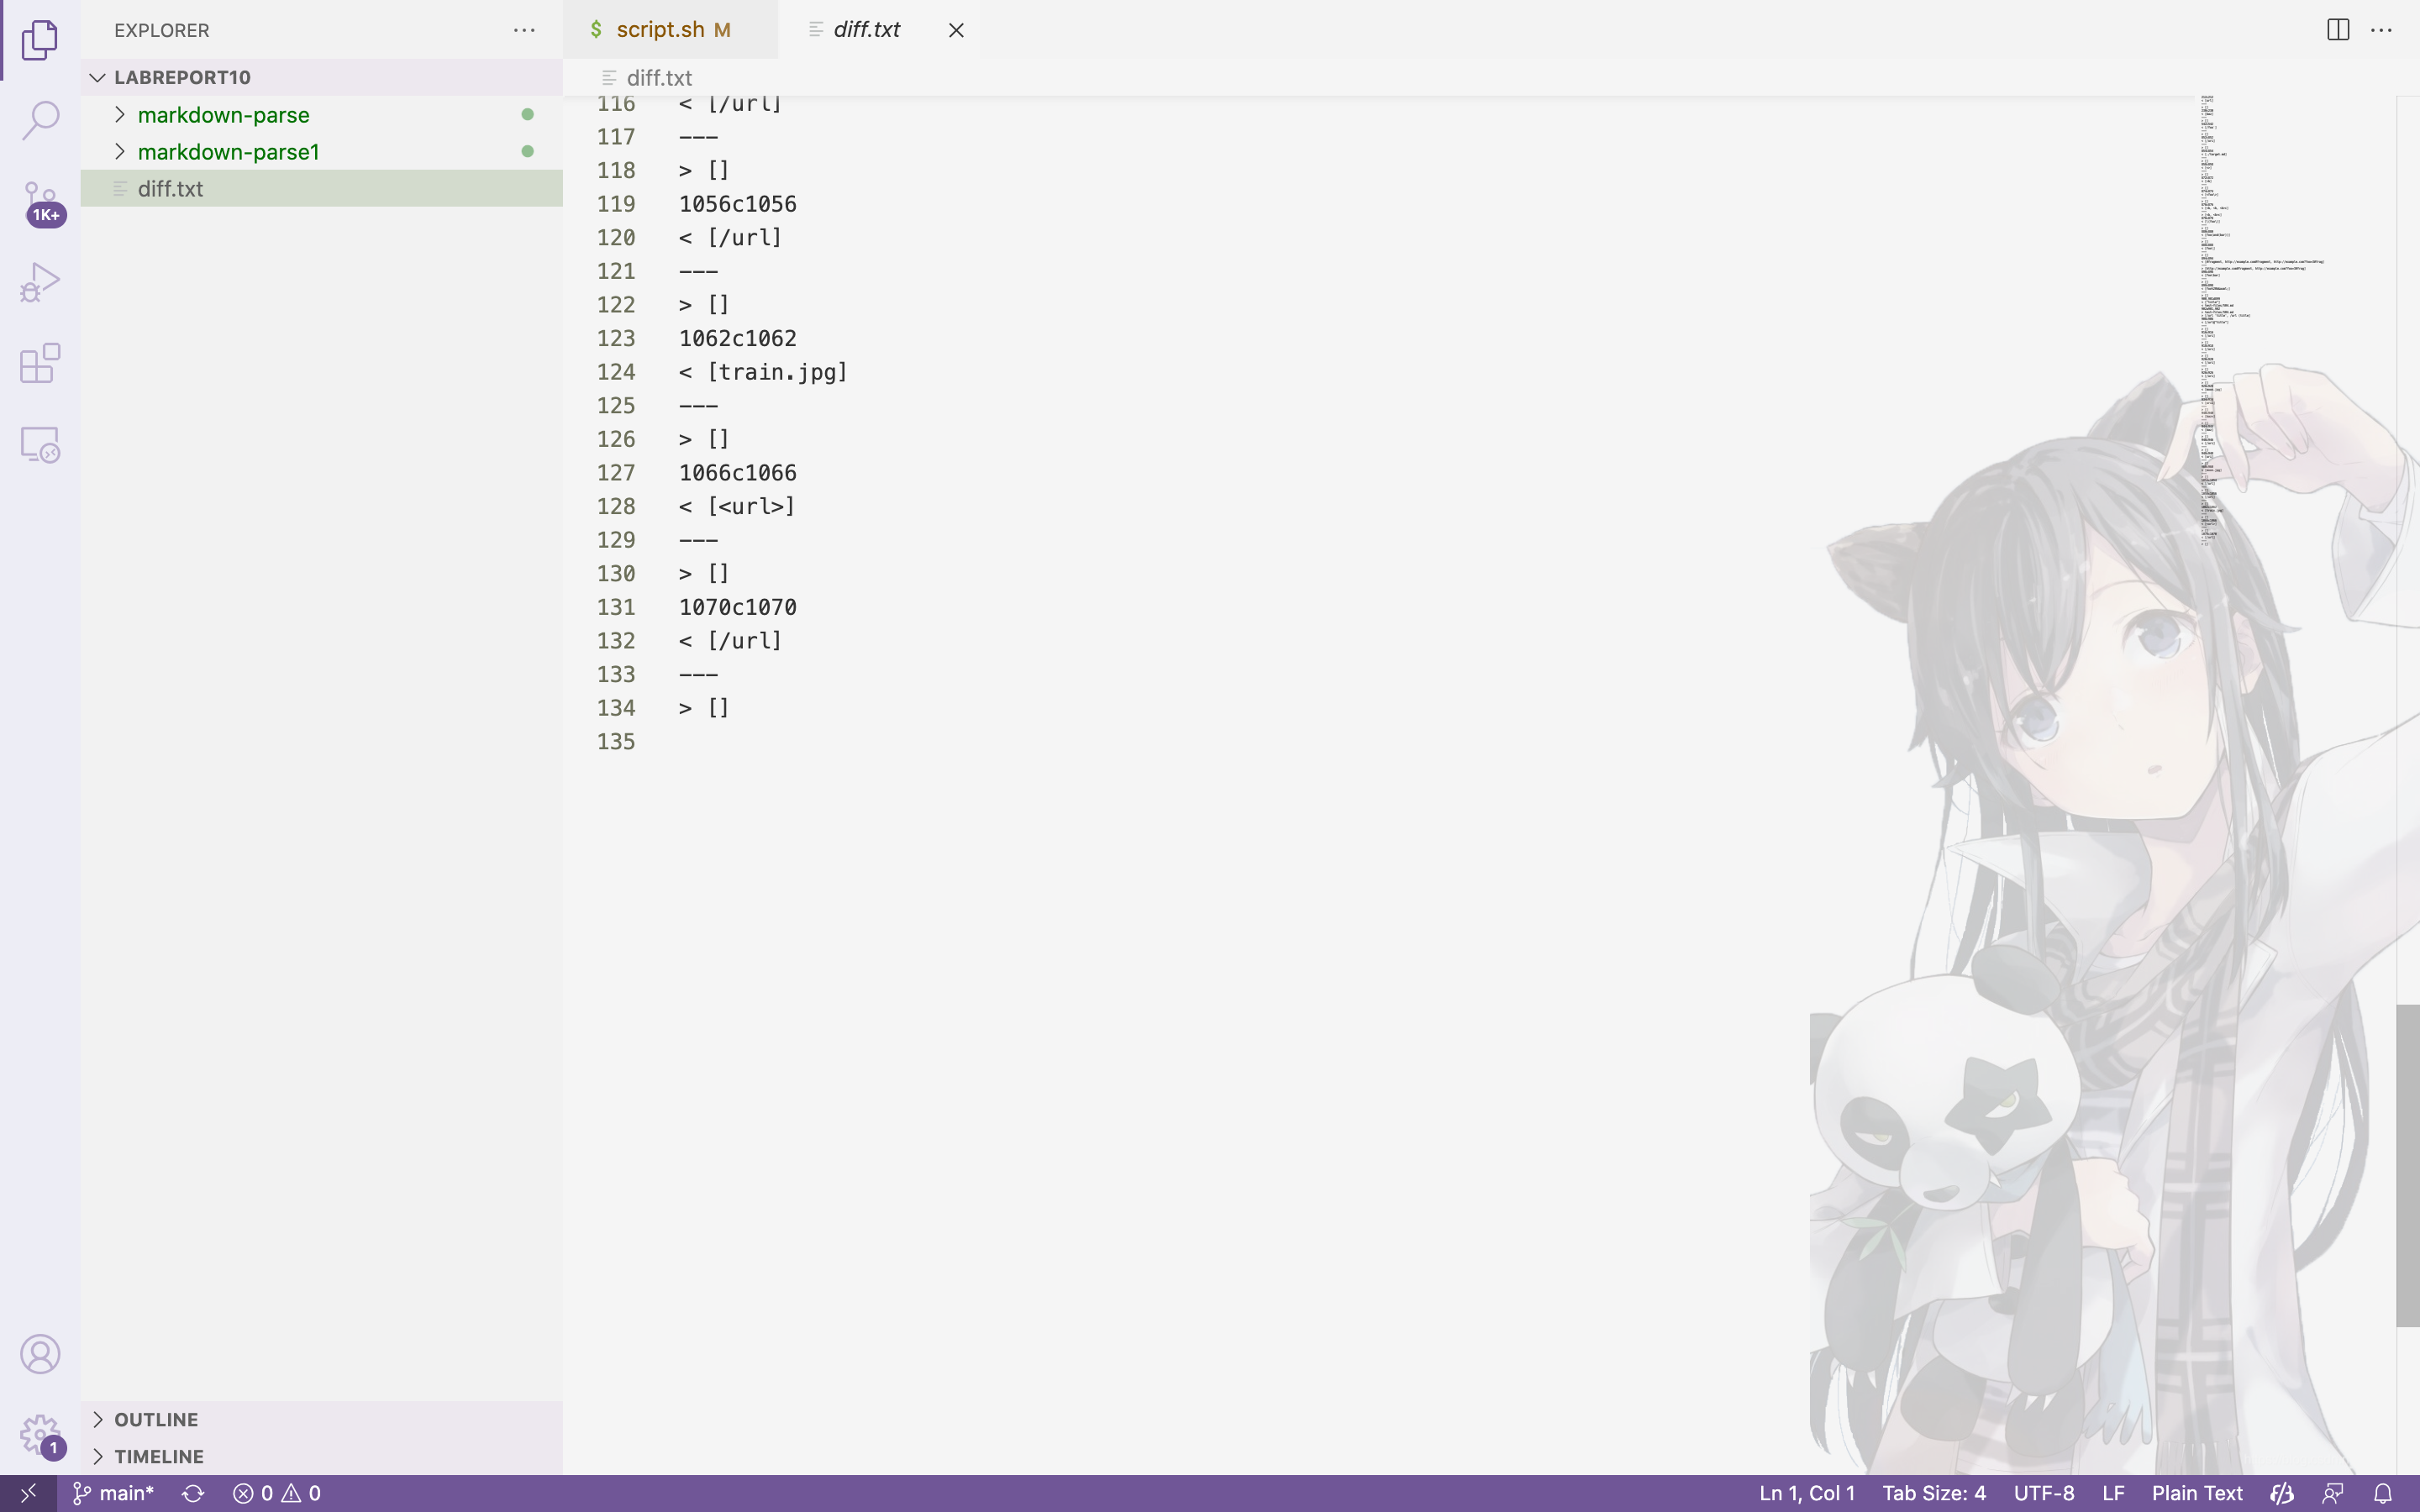 EXPLORER
LABREPORT10
markdown-parse
markdown-parse1
diff.txt
1K+
1
OUTLINE
TIMELINE
$ script.sh M
diff.txt
diff.txt
116 < [/url]
117 ---
118 > []
119 1056c1056
120 < [/url]
121 ---
122 > []
123 1062c1062
124 < [train.jpg]
125 ---
126 > []
127 1066c1066
128 < [<url>]
129 ---
130 > []
131 1070c1070
132 < [/url]
133 ---
134 > []
135
main* 0 0
Ln 1, Col 1 Tab Size: 4 UTF-8 LF Plain Text